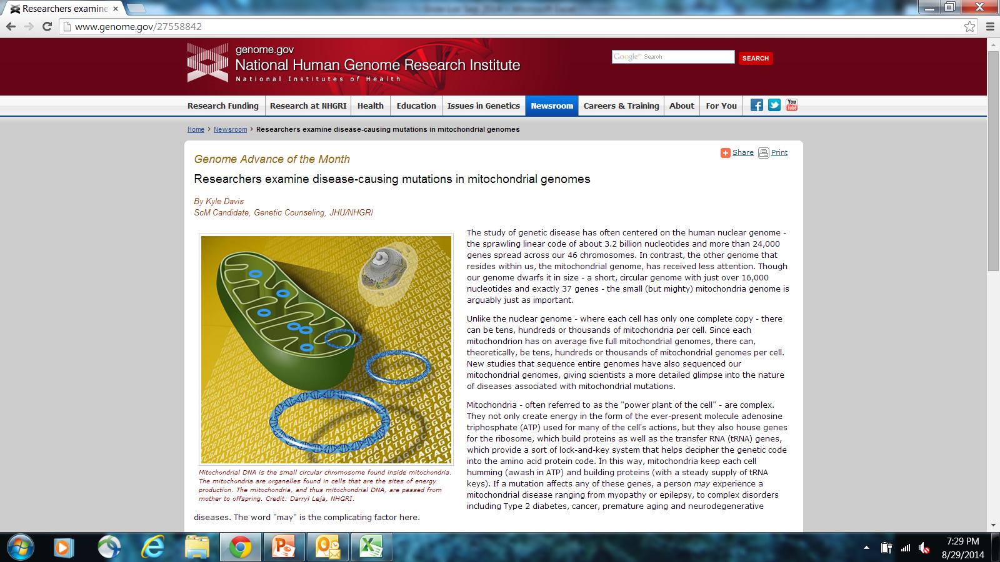 Researchers examine
www.genome.gov/27558842
genome.gov
National Human Genome Research Institute
National Institutes of Health
Google™ Search
SEARCH
Research Funding
Research at NHGRI
Health
Education
Issues in Genetics
Newsroom
Careers & Training
About
For You
You
Tube
Home › Newsroom › Researchers examine disease-causing mutations in mitochondrial genomes
Share
Print
Genome Advance of the Month
Researchers examine disease-causing mutations in mitochondrial genomes
By Kyle Davis
ScM Candidate, Genetic Counseling, JHU/NHGRI
Mitochondrial DNA is the small circular chromosome found inside mitochondria.
The mitochondria are organelles found in cells that are the sites of energy
production. The mitochondria, and thus mitochondrial DNA, are passed from
mother to offspring. Credit: Darryl Leja, NHGRI.
The study of genetic disease has often centered on the human nuclear genome -
the sprawling linear code of about 3.2 billion nucleotides and more than 24,000
genes spread across our 46 chromosomes. In contrast, the other genome that
resides within us, the mitochondrial genome, has received less attention. Though
our genome dwarfs it in size - a short, circular genome with just over 16,000
nucleotides and exactly 37 genes - the small (but mighty) mitochondria genome is
arguably just as important.
Unlike the nuclear genome - where each cell has only one complete copy - there
can be tens, hundreds or thousands of mitochondria per cell. Since each
mitochondrion has on average five full mitochondrial genomes, there can,
theoretically, be tens, hundreds or thousands of mitochondrial genomes per cell.
New studies that sequence entire genomes have also sequenced our
mitochondrial genomes, giving scientists a more detailed glimpse into the nature
of diseases associated with mitochondrial mutations.
Mitochondria - often referred to as the "power plant of the cell" - are complex.
They not only create energy in the form of the ever-present molecule adenosine
triphosphate (ATP) used for many of the cell's actions, but they also house genes
for the ribosome, which build proteins as well as the transfer RNA (tRNA) genes,
which provide a sort of lock-and-key system that helps decipher the genetic code
into the amino acid protein code. In this way, mitochondria keep each cell
humming (awash in ATP) and building proteins (with a steady supply of tRNA
keys). If a mutation affects any of these genes, a person may experience a
mitochondrial disease ranging from myopathy or epilepsy, to complex disorders
including Type 2 diabetes, cancer, premature aging and neurodegenerative
diseases. The word "may" is the complicating factor here.
7:29 PM
8/29/2014